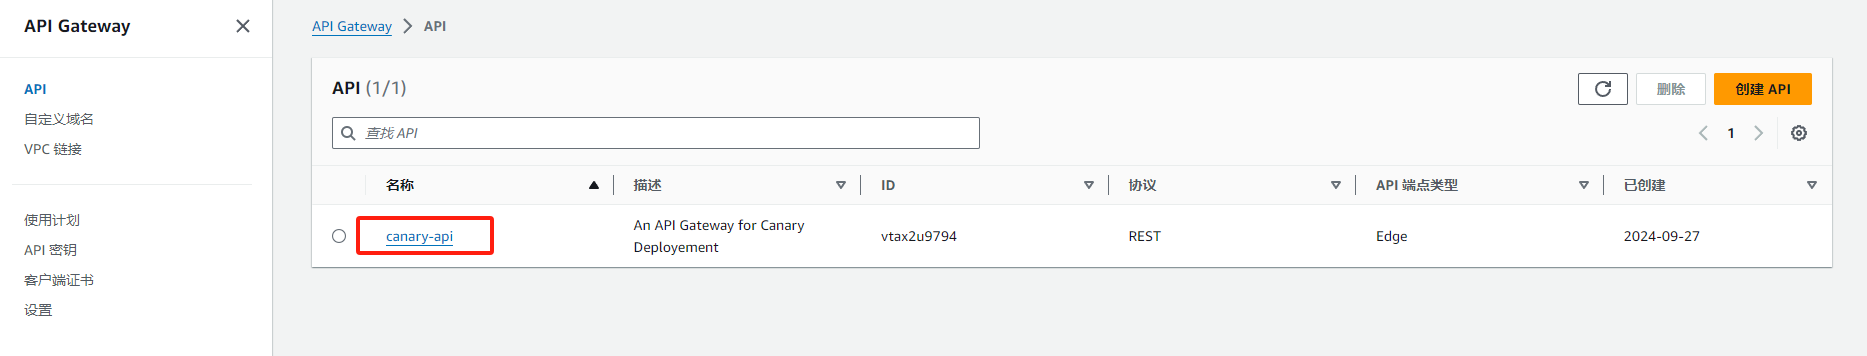 API Gateway
API
自定义域名
VPC 链接
使用计划
API 密钥
客户端证书
设置
API Gateway > API
API (1/1)
删除
创建 API
查找 API
1
名称 描述 ID 协议 API 端点类型 已创建
canary-api An API Gateway for Canary Deployement vtax2u9794 REST Edge 2024-09-27